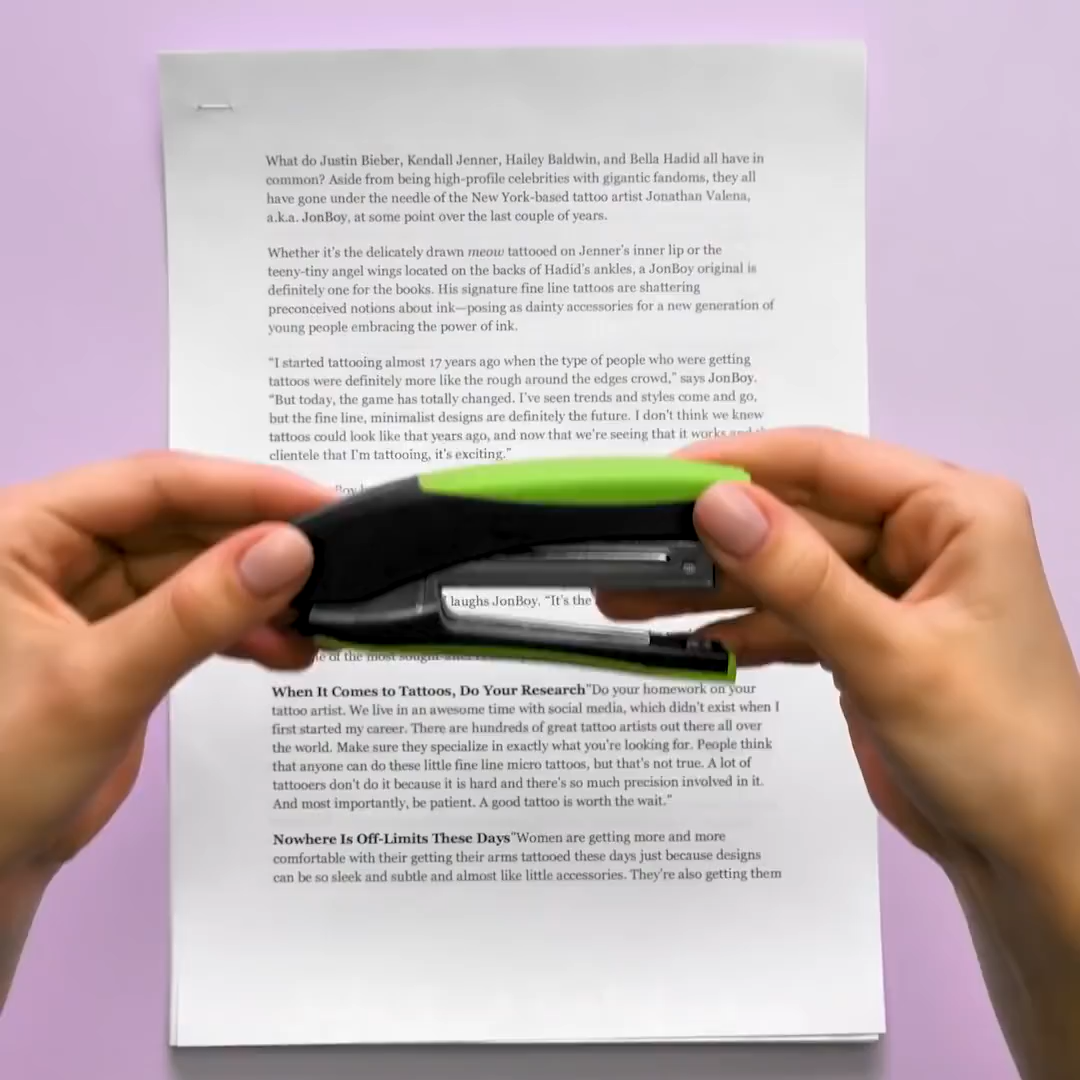 What do Justin Bieber, Kendall Jenner, Hailey Baldwin, and Bella Hadid all have in
common? Aside from being high-profile celebrities with gigantic fandoms, they all
have gone under the needle of the New York-based tattoo artist Jonathan Valena,
a.k.a. JonBoy, at some point over the last couple of years.
Whether it's the delicately drawn meow tattooed on Jenner's inner lip or the
teeny-tiny angel wings located on the backs of Hadid's ankles, a JonBoy original is
definitely one for the books. His signature fine line tattoos are shattering
preconceived notions about ink—posing as dainty accessories for a new generation of
young people embracing the power of ink.
“I started tattooing almost 17 years ago when the type of people who were getting
tattoos were definitely more like the rough around the edges crowd,” says JonBoy.
“But today, the game has totally changed. I've seen trends and styles come and go,
but the fine line, minimalist designs are definitely the future. I don't think we knew
tattoos could look like that years ago, and now that we're seeing that it works and
clientele that I'm tattooing, it's exciting.”
laughs JonBoy. “It's the
of the most
When It Comes to Tattoos, Do Your Research"Do your homework on your
tattoo artist. We live in an awesome time with social media, which didn't exist when I
first started my career. There are hundreds of great tattoo artists out there all over
the world. Make sure they specialize in exactly what you're looking for. People think
that anyone can do these little fine line micro tattoos, but that's not true. A lot of
tattooers don't do it because it is hard and there's so much precision involved in it.
And most importantly, be patient. A good tattoo is worth the wait.”
Nowhere Is Off-Limits These Days"Women are getting more and more
comfortable with their getting their arms tattooed these days just because designs
can be so sleek and subtle and almost like little accessories. They're also getting them